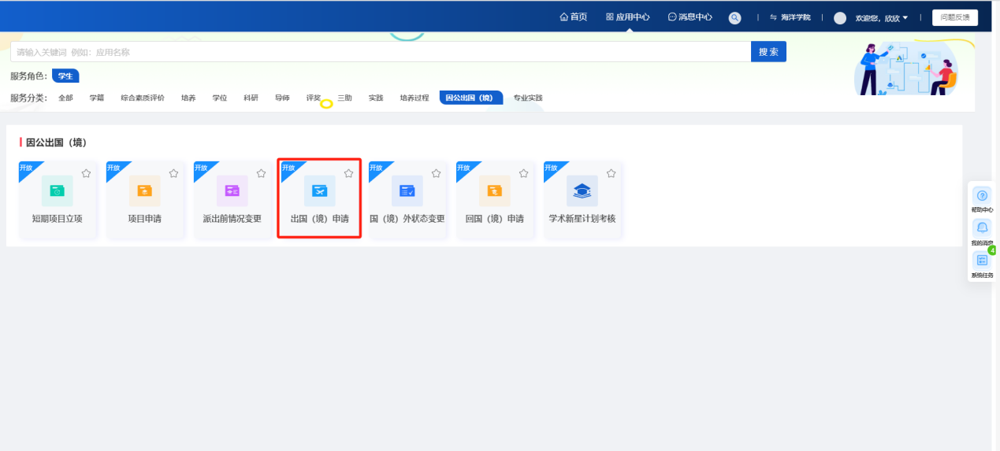 首页 应用中心 消息中心 海洋学院 欢迎您，欣欣 问题反馈
请输入关键词 例如：应用名称 搜 索
服务角色： 学生
服务分类： 全部 学籍 综合素质评价 培养 学位 科研 导师 评奖 三助 实践 培养过程 因公出国（境） 专业实践
因公出国（境）
开放 开放 开放 开放 开放 开放 开放
短期项目立项 项目申请 派出前情况变更 出国（境）申请 国（境）外状态变更 回国（境）申请 学术新星计划考核
帮助中心
我的消息
4
系统任务